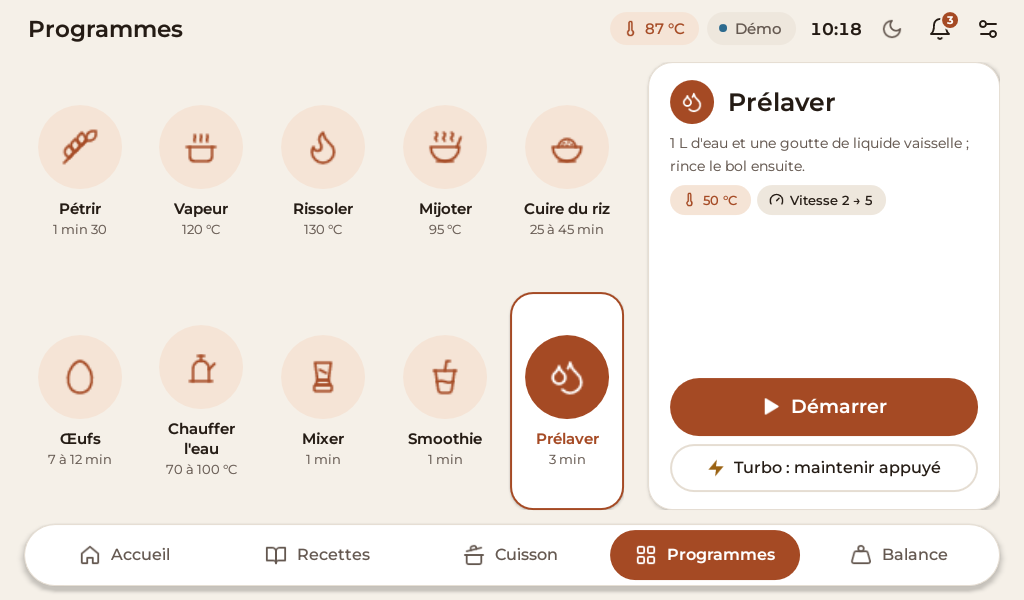 Programmes
87 °C
Démo
10:18
3
Pétrir
1 min 30
Vapeur
120 °C
Rissoler
130 °C
Mijoter
95 °C
Cuire du riz
25 à 45 min
Œufs
7 à 12 min
Chauffer
l'eau
70 à 100 °C
Mixer
1 min
Smoothie
1 min
Prélaver
3 min
Prélaver
1 L d'eau et une goutte de liquide vaisselle ;
rince le bol ensuite.
50 °C
Vitesse 2 → 5
Démarrer
Turbo : maintenir appuyé
Accueil
Recettes
Cuisson
Programmes
Balance